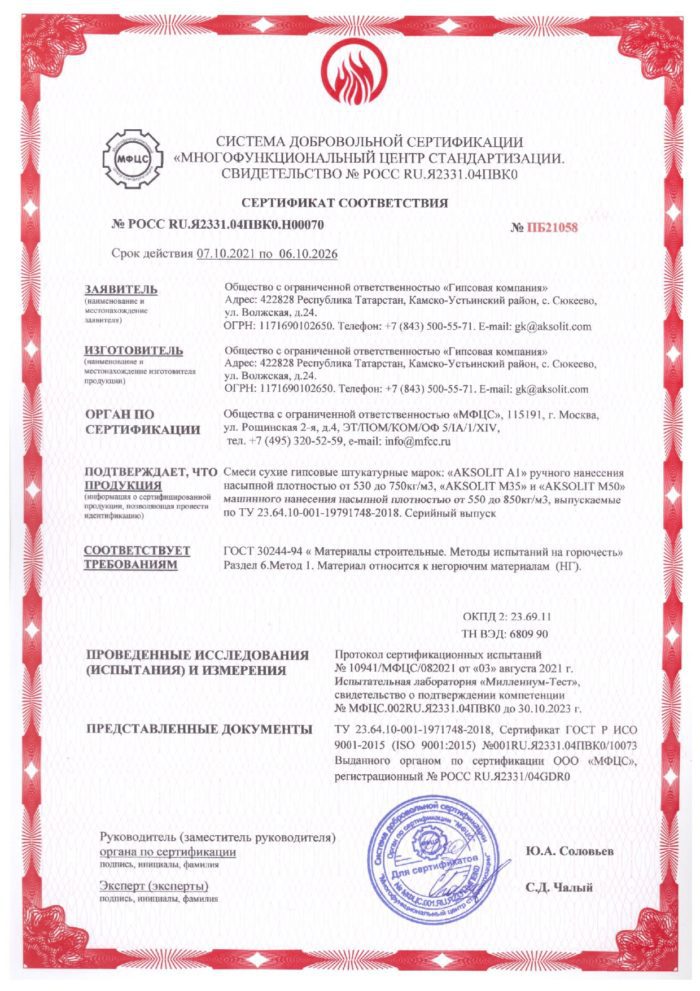 МФЦС
СИСТЕМА ДОБРОВОЛЬНОЙ СЕРТИФИКАЦИИ
«МНОГОФУНКЦИОНАЛЬНЫЙ ЦЕНТР СТАНДАРТИЗАЦИИ.
СВИДЕТЕЛЬСТВО № РОСС RU.Я2331.04ПВК0
СЕРТИФИКАТ СООТВЕТСТВИЯ
№ РОСС RU.Я2331.04ПВК0.Н00070
№ ПБ21058
Срок действия 07.10.2021 по 06.10.2026
ЗАЯВИТЕЛЬ
(наименование и
местонахождение
заявителя)
Общество с ограниченной ответственностью «Гипсовая компания»
Адрес: 422828 Республика Татарстан, Камско-Устьинский район, с. Сюкеево,
ул. Волжская, д.24.
ОГРН: 1171690102650. Телефон: +7 (843) 500-55-71. E-mail: gk@aksolit.com
ИЗГОТОВИТЕЛЬ
(наименование и
местонахождение изготовителя
продукции)
Общество с ограниченной ответственностью «Гипсовая компания»
Адрес: 422828 Республика Татарстан, Камско-Устьинский район, с. Сюкеево,
ул. Волжская, д.24.
ОГРН: 1171690102650. Телефон: +7 (843) 500-55-71. E-mail: gk@aksolit.com
ОРГАН ПО
СЕРТИФИКАЦИИ
Общества с ограниченной ответственностью «МФЦС», 115191, г. Москва,
ул. Рощинская 2-я, д.4, ЭТ/ПОМ/КОМ/ОФ 5/IА/1/XIV,
тел. +7 (495) 320-52-59, e-mail: info@mfcc.ru
ПОДТВЕРЖДАЕТ, ЧТО
ПРОДУКЦИЯ
(информация о сертифицированной
продукции, позволяющая провести
идентификацию)
Смеси сухие гипсовые штукатурные марок: «AKSOLIT A1» ручного нанесения
насыпной плотностью от 530 до 750кг/м3, «AKSOLIT M35» и «AKSOLIT M50»
машинного нанесения насыпной плотностью от 550 до 850кг/м3, выпускаемые
по ТУ 23.64.10-001-19791748-2018. Серийный выпуск
СООТВЕТСТВУЕТ
ТРЕБОВАНИЯМ
ГОСТ 30244-94 « Материалы строительные. Методы испытаний на горючесть»
Раздел 6.Метод 1. Материал относится к негорючим материалам (НГ).
ОКПД 2: 23.69.11
ТН ВЭД: 6809 90
ПРОВЕДЕННЫЕ ИССЛЕДОВАНИЯ
(ИСПЫТАНИЯ) И ИЗМЕРЕНИЯ
Протокол сертификационных испытаний
№ 10941/МФЦС/082021 от «03» августа 2021 г.
Испытательная лаборатория «Миллениум-Тест»,
свидетельство о подтверждении компетенции
№ МФЦС.002RU.Я2331.04ПВК0 до 30.10.2023 г.
ПРЕДСТАВЛЕННЫЕ ДОКУМЕНТЫ
ТУ 23.64.10-001-1971748-2018, Сертификат ГОСТ Р ИСО
9001-2015 (ISO 9001:2015) №001RU.Я2331.04ПВК0/10073
Выданного органом по сертификации ООО «МФЦС»,
регистрационный № РОСС RU.Я2331/04GDR0
Руководитель (заместитель руководителя)
органа по сертификации
подпись, инициалы, фамилия
Ю.А. Соловьев
Эксперт (эксперты)
подпись, инициалы, фамилия
С.Д. Чалый
Система добровольной сертификации
Орган по сертификации "МФЦС"
МФЦС
Для сертификатов
"Многофункциональный центр